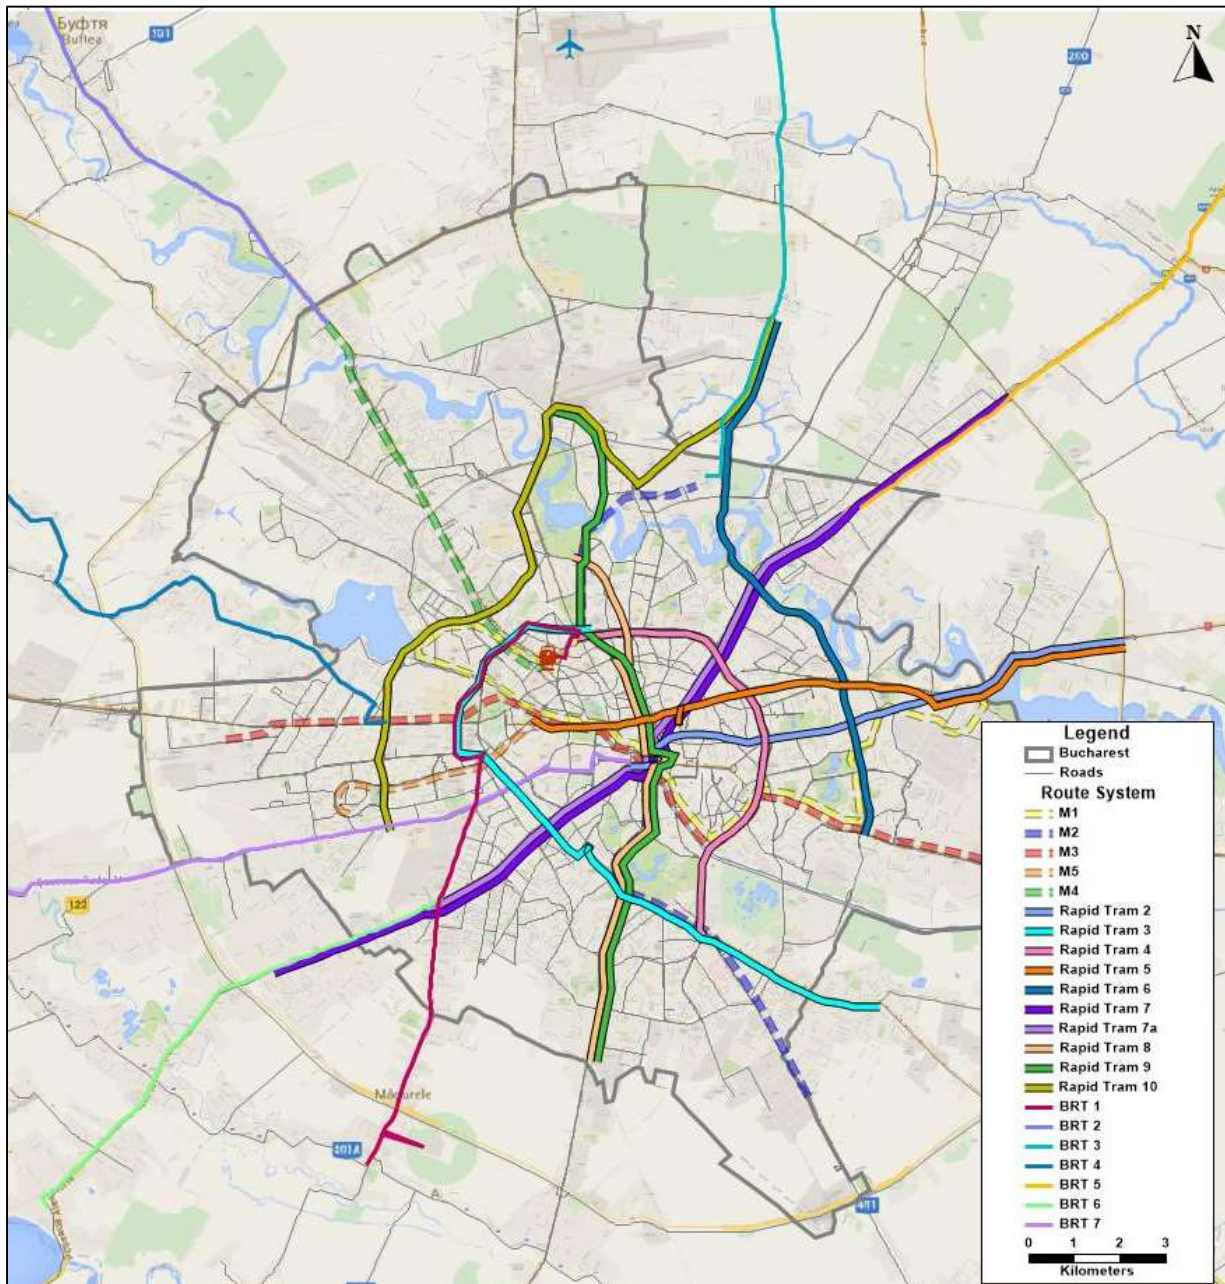 БУФТЯ
Buftea
101
N
200
122
Măgurele
401A
401
Legend
Bucharest
Roads
Route System
M1
M2
M3
M5
M4
Rapid Tram 2
Rapid Tram 3
Rapid Tram 4
Rapid Tram 5
Rapid Tram 6
Rapid Tram 7
Rapid Tram 7a
Rapid Tram 8
Rapid Tram 9
Rapid Tram 10
BRT 1
BRT 2
BRT 3
BRT 4
BRT 5
BRT 6
BRT 7
0 1 2 3
Kilometers